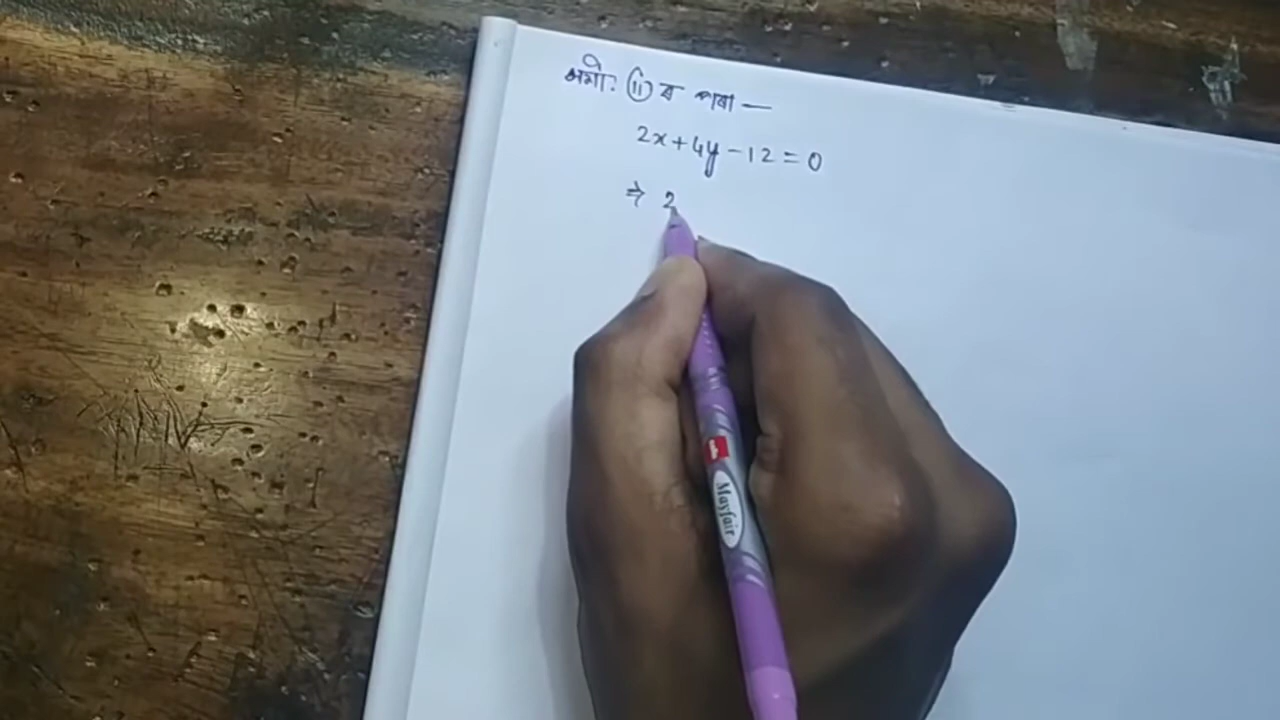 সমী: (ii) ৰ পৰা —
2x+4y-12=0
⇒ 2
Mayfair